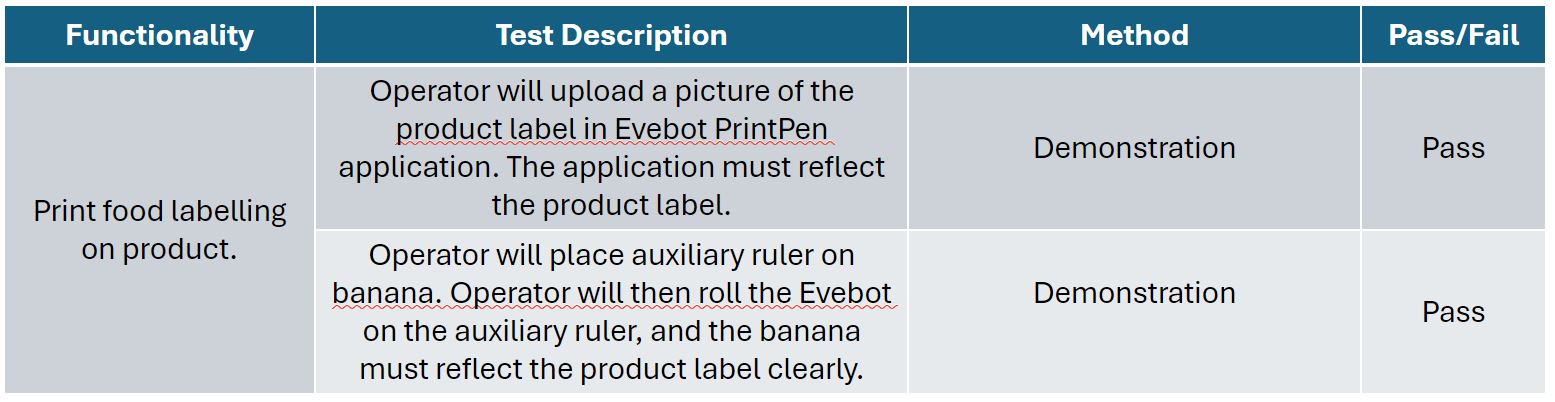 Functionality
Test Description
Method
Pass/Fail
Print food labelling
on product.
Operator will upload a picture of the
product label in Evebot PrintPen
application. The application must reflect
the product label.
Demonstration
Pass
Operator will place auxiliary ruler on
banana. Operator will then roll the Evebot
on the auxiliary ruler, and the banana
must reflect the product label clearly.
Demonstration
Pass